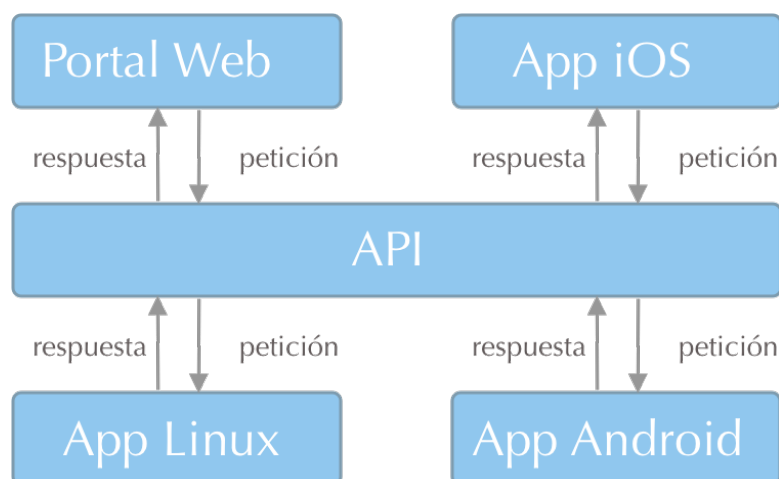 Portal Web
App iOS
respuesta
petición
respuesta
petición
API
respuesta
petición
respuesta
petición
App Linux
App Android